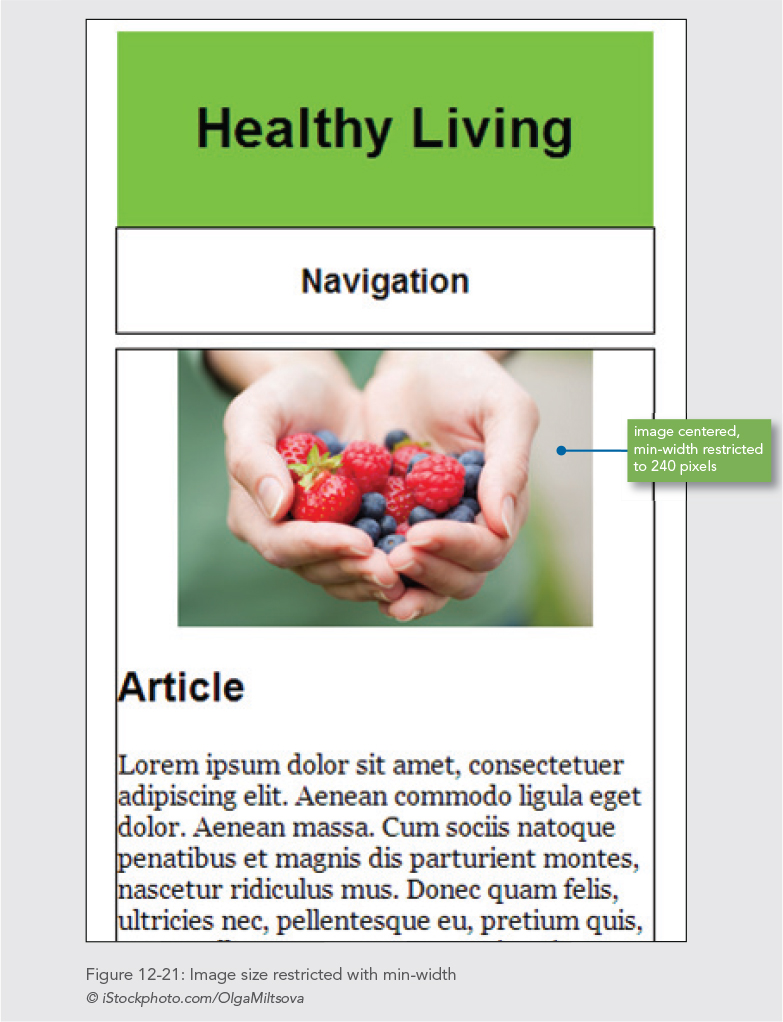 Healthy Living
Navigation
image centered,
min-width restricted
to 240 pixels
Article
Lorem ipsum dolor sit amet, consectetuer
adipiscing elit. Aenean commodo ligula eget
dolor. Aenean massa. Cum sociis natoque
penatibus et magnis dis parturient montes,
nascetur ridiculus mus. Donec quam felis,
ultricies nec, pellentesque eu, pretium quis,
Figure 12-21: Image size restricted with min-width
© iStockphoto.com/OlgaMiltsova